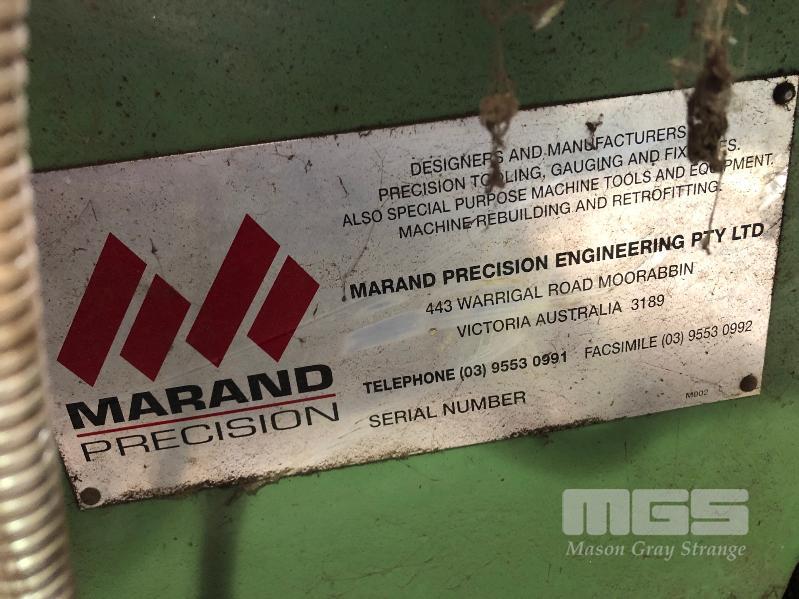 DESIGNERS AND MANUFACTURERS
PRECISION TOOLING, GAUGING AND FIXTURES.
ALSO SPECIAL PURPOSE MACHINE TOOLS AND EQUIPMENT.
MACHINE REBUILDING AND RETROFITTING.
MARAND PRECISION ENGINEERING PTY LTD
443 WARRIGAL ROAD MOORABBIN
VICTORIA AUSTRALIA 3189
TELEPHONE (03) 9553 0991 FACSIMILE (03) 9553 0992
SERIAL NUMBER
M002
MARAND
PRECISION
MGS
Mason Gray Strange